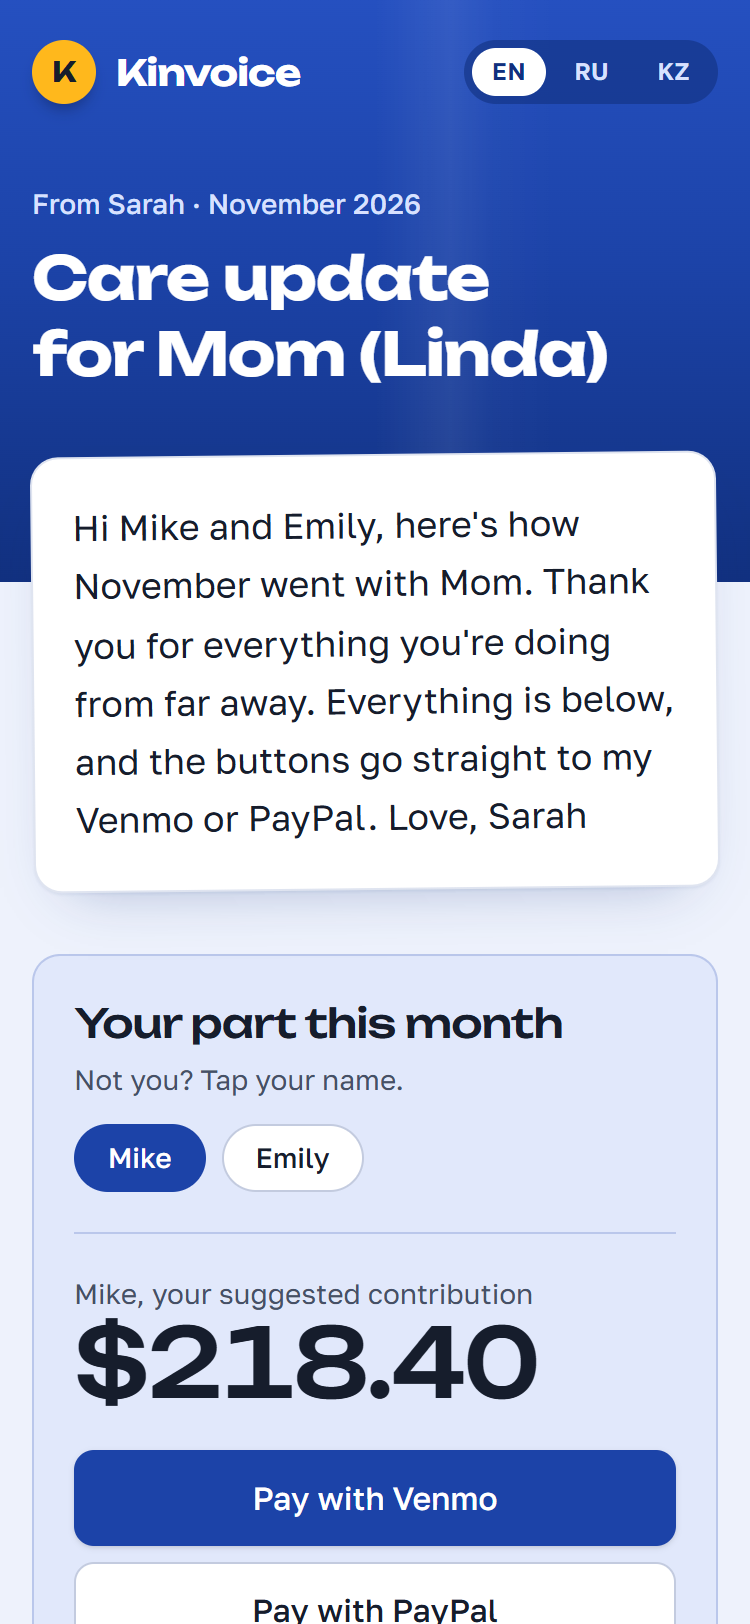 K
Kinvoice
EN RU KZ
From Sarah · November 2026
Care update
for Mom (Linda)
Hi Mike and Emily, here's how
November went with Mom. Thank
you for everything you're doing
from far away. Everything is below,
and the buttons go straight to my
Venmo or PayPal. Love, Sarah
Your part this month
Not you? Tap your name.
Mike Emily
Mike, your suggested contribution
$218.40
Pay with Venmo
Pay with PayPal